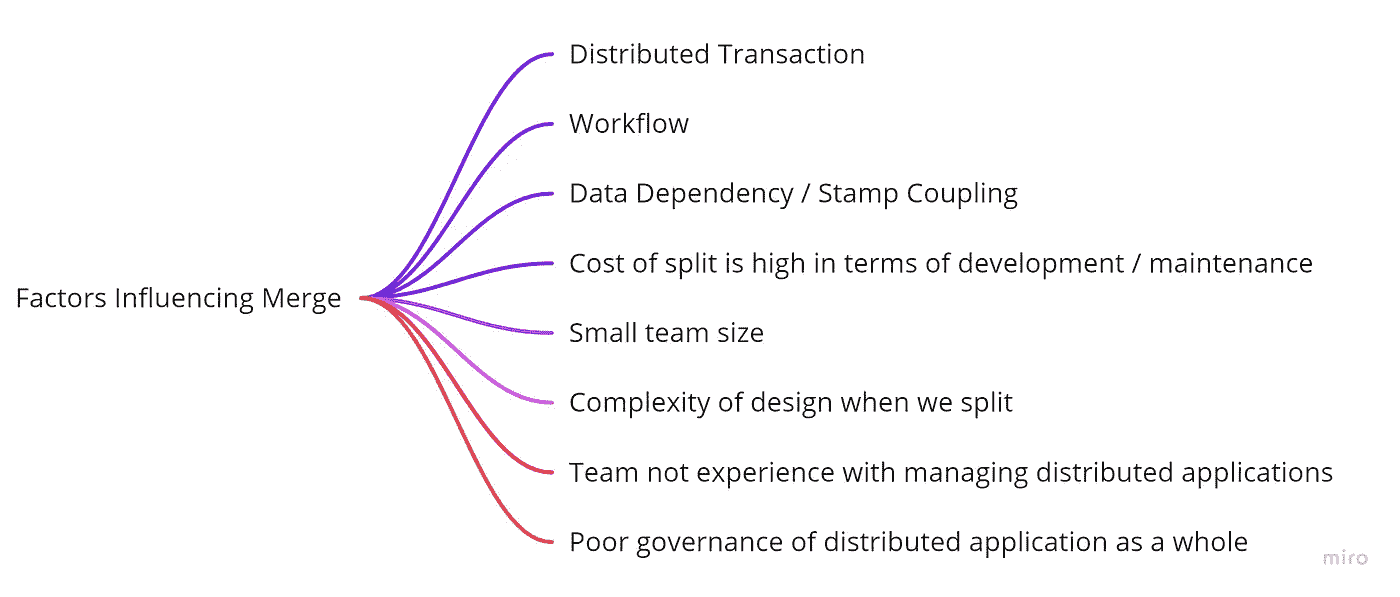 Distributed Transaction
Workflow
Data Dependency / Stamp Coupling
Cost of split is high in terms of development / maintenance
Factors Influencing Merge
Small team size
Complexity of design when we split
Team not experience with managing distributed applications
Poor governance of distributed application as a whole
miro